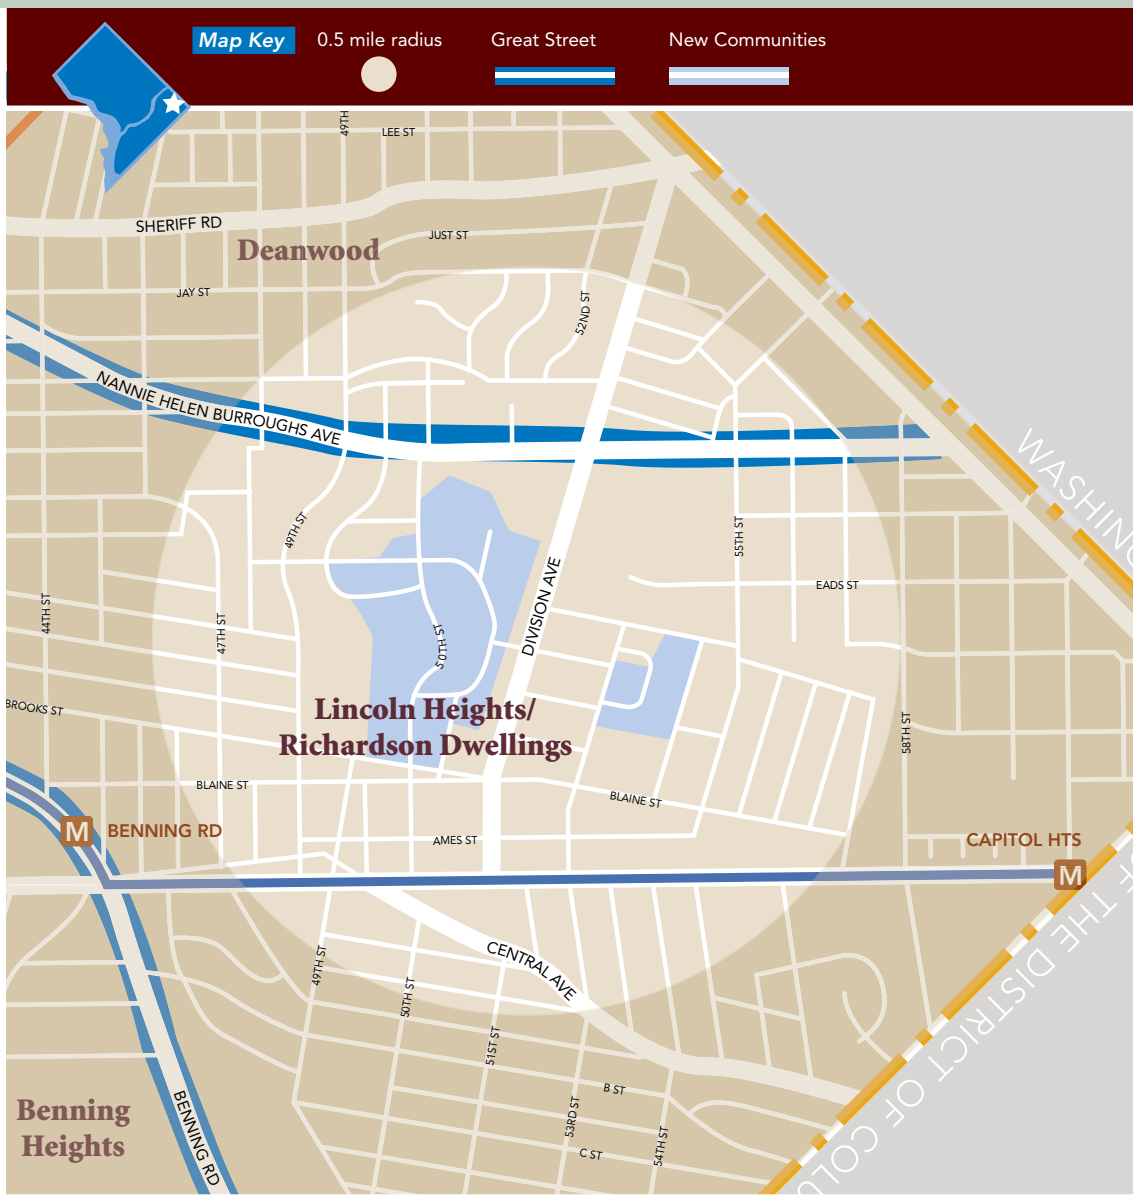 Map Key
0.5 mile radius
Great Street
New Communities
49TH
LEE ST
SHERIFF RD
Deanwood
JUST ST
JAY ST
52ND ST
NANNIE HELEN BURROUGHS AVE
WASHING
49TH ST
55TH ST
DIVISION AVE
EADS ST
44TH ST
47TH ST
50TH ST
BROOKS ST
Lincoln Heights/
Richardson Dwellings
58TH ST
BLAINE ST
BLAINE ST
M
BENNING RD
AMES ST
CAPITOL HTS
M
OF THE DISTRICT OF COLU
CENTRAL AVE
49TH ST
50TH ST
51ST ST
B ST
53RD ST
54TH ST
C ST
Benning
Heights
BENNING RD